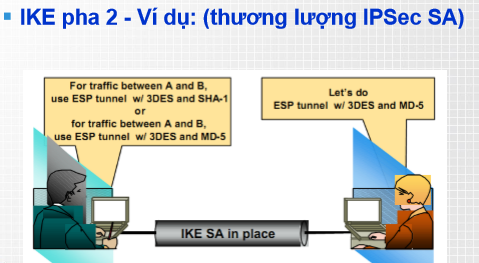 IKE pha 2 - Ví dụ: (thương lượng IPSec SA)
For traffic between A and B,
use ESP tunnel w/ 3DES and SHA-1
or
for traffic between A and B,
use ESP tunnel w/ 3DES and MD-5
Let's do
ESP tunnel w/ 3DES and MD-5
IKE SA in place